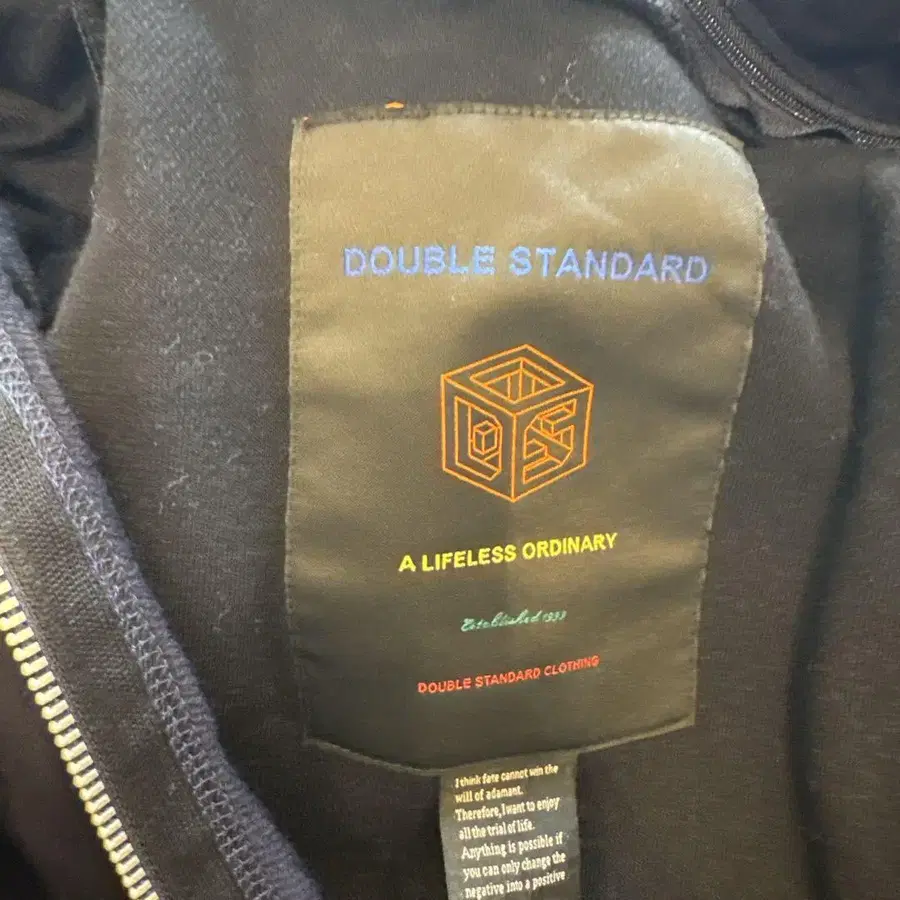 DOUBLE STANDARD
DS
A LIFELESS ORDINARY
Established 1999
DOUBLE STANDARD CLOTHING
I think fate cannot win the
will of adamant.
Therefore, I want to enjoy
all the trial of life.
Anything is possible if
you can only change the
negative into a positive